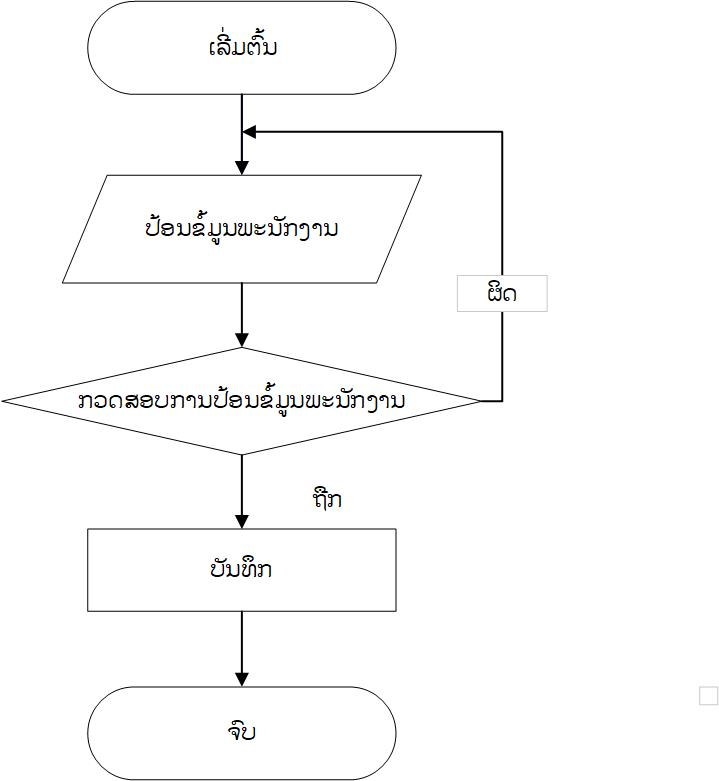 ເລີ່ມຕົ້ນ
ປ້ອນຂໍ້ມູນພະນັກງານ
ຜິດ
ກວດສອບການປ້ອນຂໍ້ມູນພະນັກງານ
ຖືກ
ບັນທຶກ
ຈົບ